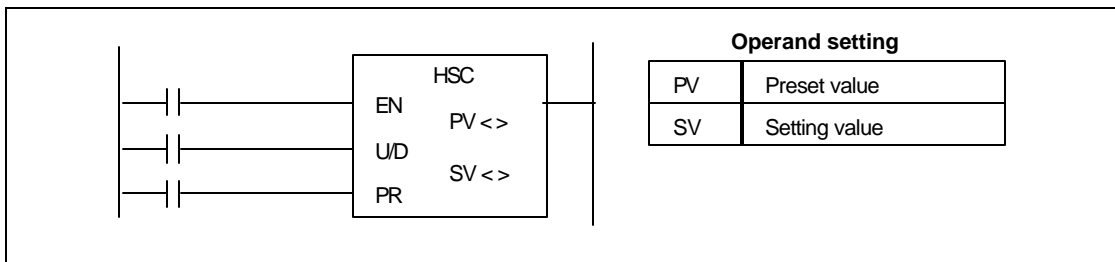 HSC
EN
PV < >
U/D
SV < >
PR
Operand setting
PV Preset value
SV Setting value